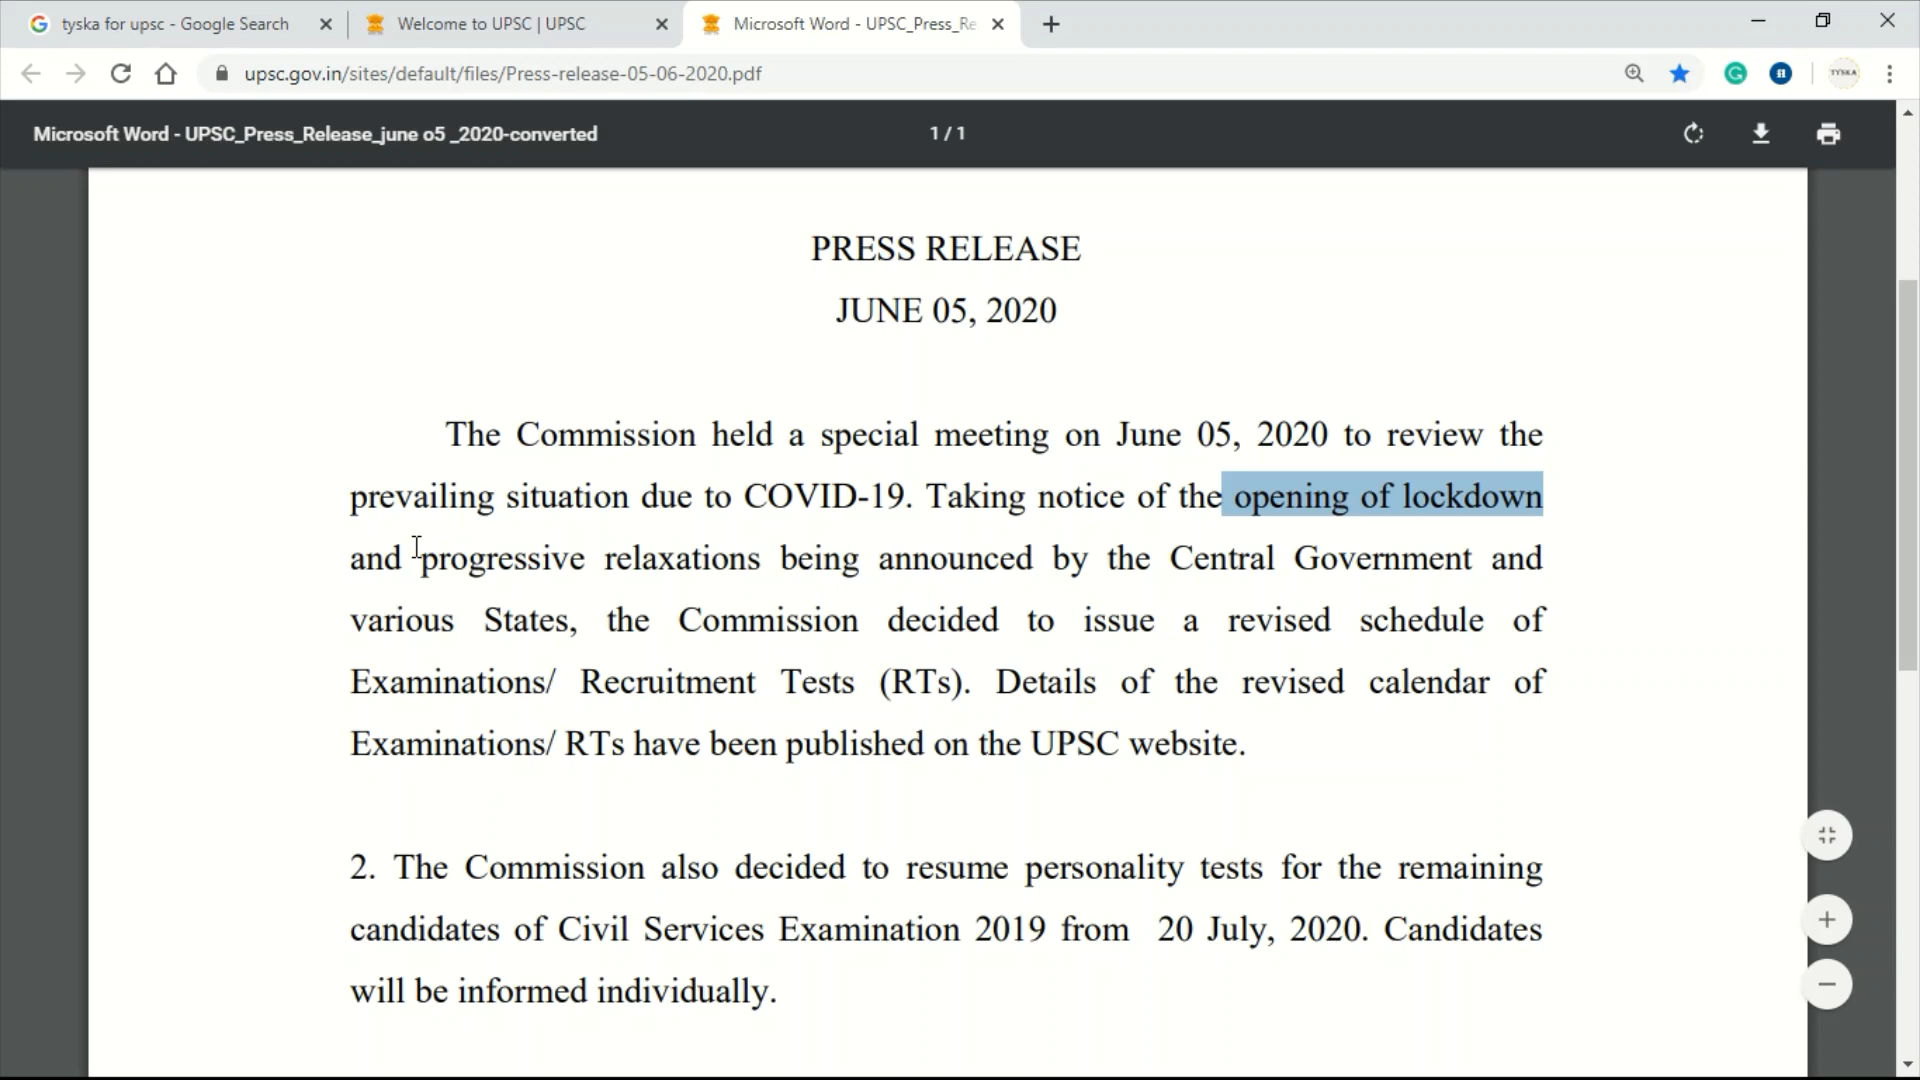 tyska for upsc - Google Search
Welcome to UPSC | UPSC
Microsoft Word - UPSC_Press_Re
upsc.gov.in/sites/default/files/Press-release-05-06-2020.pdf
TYSKA
Microsoft Word - UPSC_Press_Release_june o5 _2020-converted
1 / 1
PRESS RELEASE
JUNE 05, 2020
The Commission held a special meeting on June 05, 2020 to review the
prevailing situation due to COVID-19. Taking notice of the opening of lockdown
and progressive relaxations being announced by the Central Government and
various States, the Commission decided to issue a revised schedule of
Examinations/ Recruitment Tests (RTs). Details of the revised calendar of
Examinations/ RTs have been published on the UPSC website.
2. The Commission also decided to resume personality tests for the remaining
candidates of Civil Services Examination 2019 from 20 July, 2020. Candidates
will be informed individually.